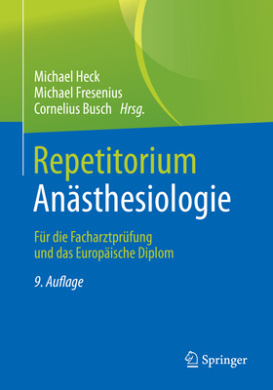 Michael Heck
Michael Fresenius
Cornelius Busch Hrsg.
Repetitorium
Anästhesiologie
Für die Facharztprüfung
und das Europäische Diplom
9. Auflage
Springer